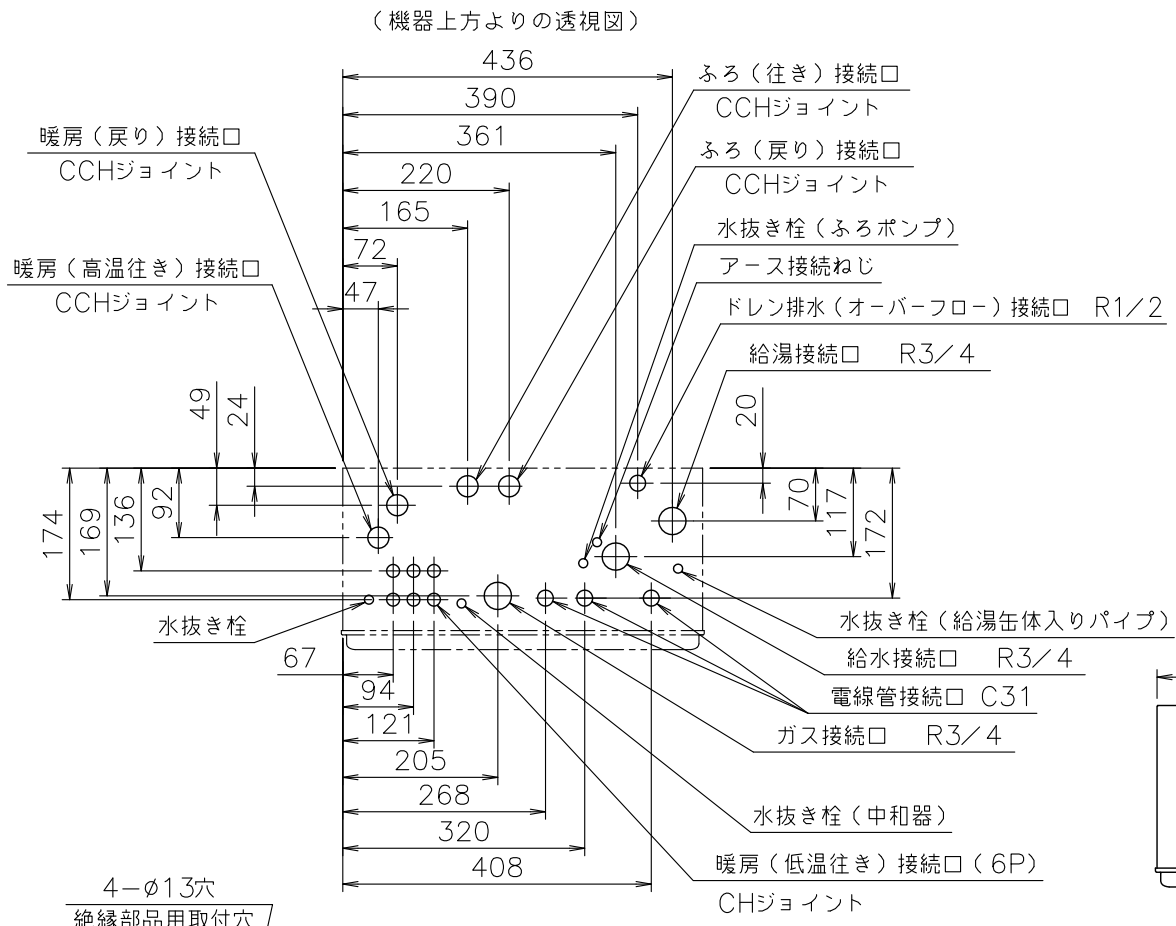 (機器上方よりの透視図)
436
390
361
220
165
72
47
ふろ(往き)接続口
CCHジョイント
ふろ(戻り)接続口
CCHジョイント
水抜き栓(ふろポンプ)
アース接続ねじ
ドレン排水(オーバーフロー)接続口 R1/2
給湯接続口 R3/4
暖房(戻り)接続口
CCHジョイント
暖房(高温往き)接続口
CCHジョイント
49
24
20
174
169
136
92
70
117
172
水抜き栓
水抜き栓(給湯缶体入りパイプ)
給水接続口 R3/4
電線管接続口 C31
ガス接続口 R3/4
水抜き栓(中和器)
暖房(低温往き)接続口(6P)
CHジョイント
67
94
121
205
268
320
408
4-φ13穴
絶縁部品用取付穴